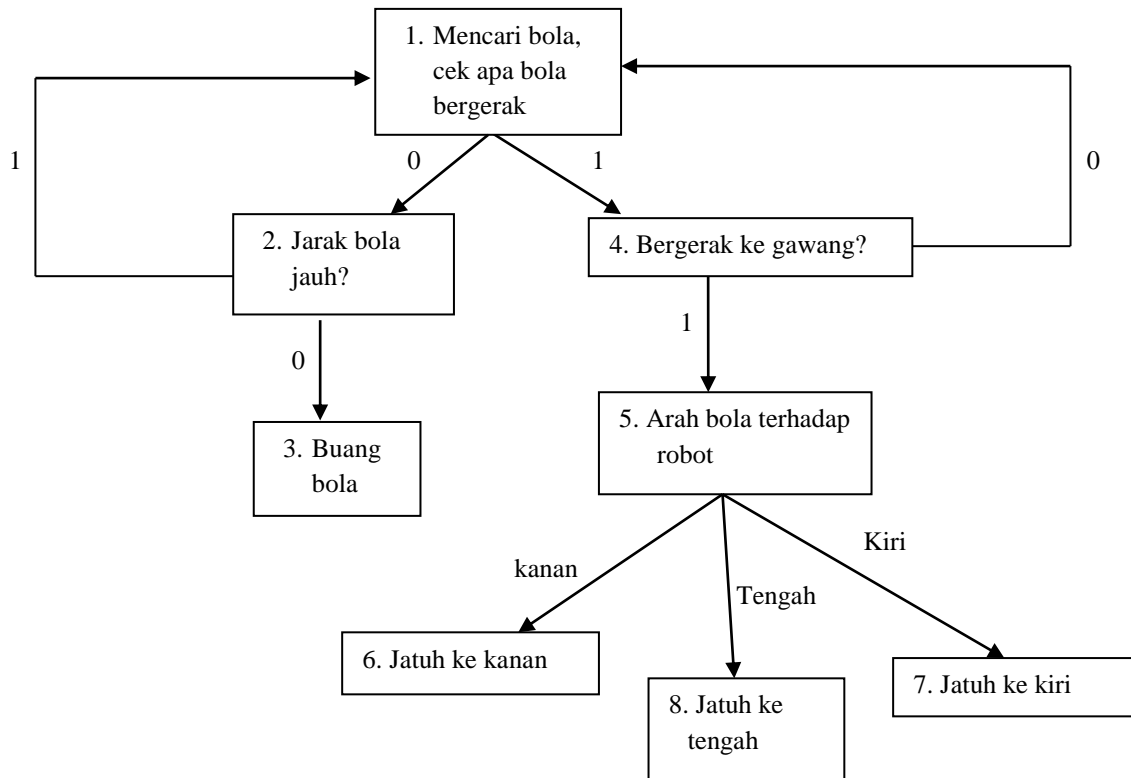 1. Mencari bola,
cek apa bola
bergerak
1
0
1
0
2. Jarak bola
jauh?
4. Bergerak ke gawang?
1
0
5. Arah bola terhadap
robot
3. Buang
bola
Kiri
kanan
Tengah
6. Jatuh ke kanan
7. Jatuh ke kiri
8. Jatuh ke
tengah